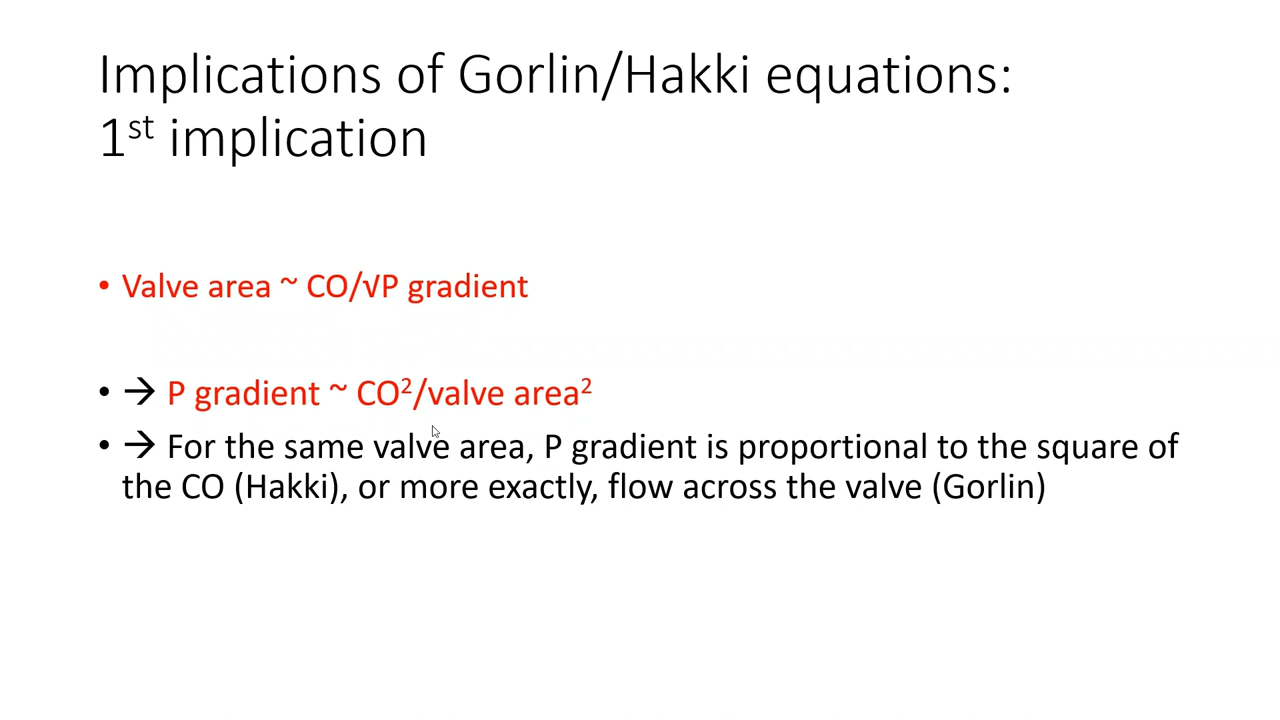 Implications of Gorlin/Hakki equations:
1st implication
• Valve area ~ CO/√P gradient
• → P gradient ~ CO²/valve area²
• → For the same valve area, P gradient is proportional to the square of
the CO (Hakki), or more exactly, flow across the valve (Gorlin)